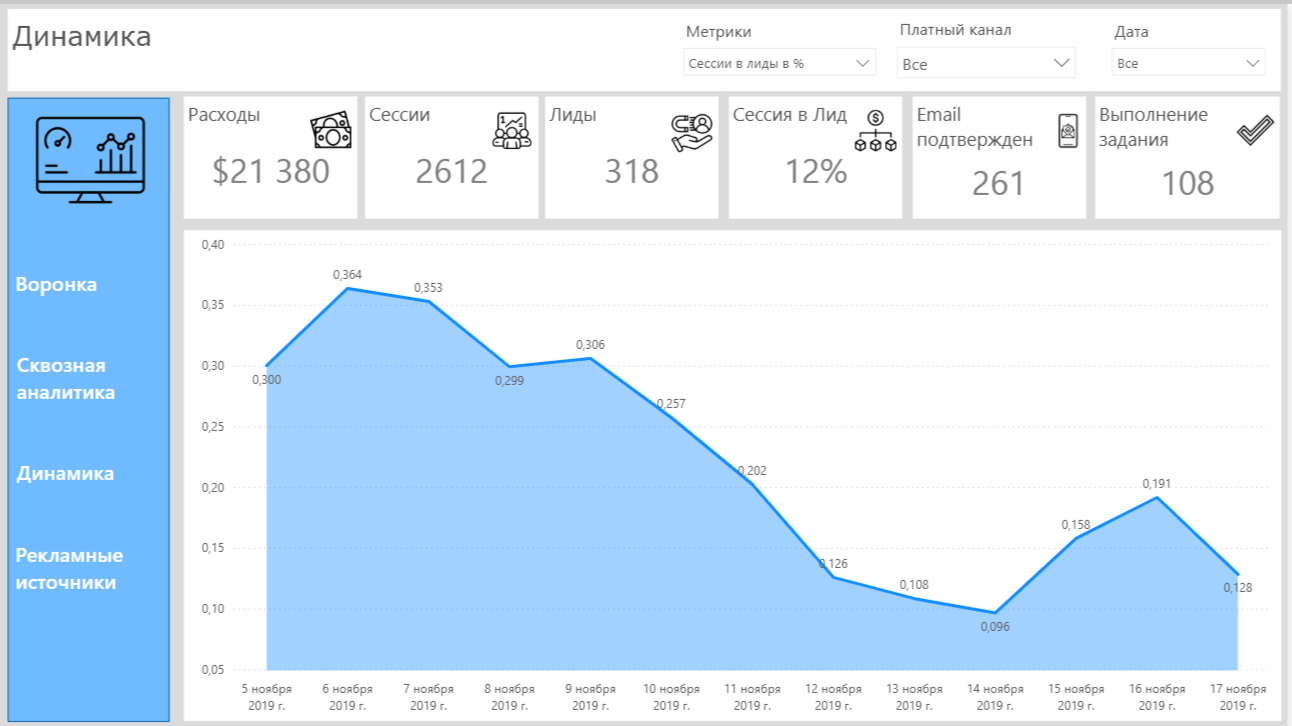 Динамика
Метрики
Сессии в лиды в %
Платный канал
Все
Дата
Все
Воронка
Сквозная
аналитика
Динамика
Рекламные
источники
Расходы
$21 380
Сессии
2612
Лиды
318
Сессия в Лид
12%
Email
подтвержден
261
Выполнение
задания
108
0,40
0,35
0,30
0,25
0,20
0,15
0,10
0,05
0,300
0,364
0,353
0,299
0,306
0,257
0,202
0,126
0,108
0,096
0,158
0,191
0,128
5 ноября
2019 г.
6 ноября
2019 г.
7 ноября
2019 г.
8 ноября
2019 г.
9 ноября
2019 г.
10 ноября
2019 г.
11 ноября
2019 г.
12 ноября
2019 г.
13 ноября
2019 г.
14 ноября
2019 г.
15 ноября
2019 г.
16 ноября
2019 г.
17 ноября
2019 г.